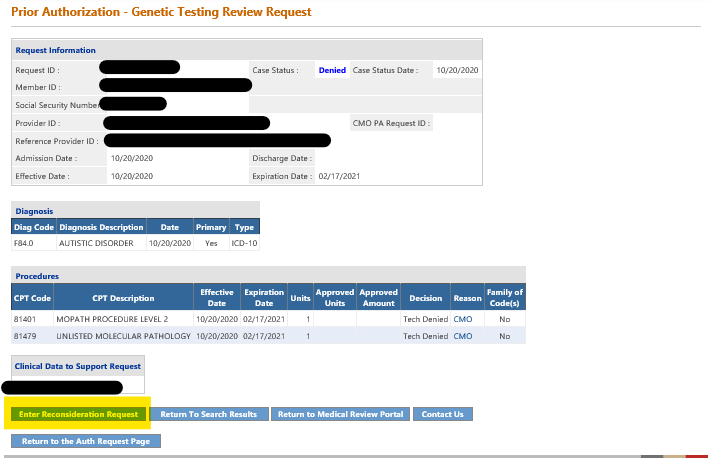 Prior Authorization - Genetic Testing Review Request
Request Information
Request ID : Case Status : Denied Case Status Date : 10/20/2020
Member ID :
Social Security Number
Provider ID : CMO PA Request ID :
Reference Provider ID :
Admission Date : 10/20/2020 Discharge Date :
Effective Date : 10/20/2020 Expiration Date : 02/17/2021
Diagnosis
Diag Code Diagnosis Description Date Primary Type
F84.0 AUTISTIC DISORDER 10/20/2020 Yes ICD-10
Procedures
CPT Code CPT Description Effective Date Expiration Date Units Approved Units Approved Amount Decision Reason Family of Code(s)
81401 MOPATH PROCEDURE LEVEL 2 10/20/2020 02/17/2021 1 Tech Denied CMO No
81479 UNLISTED MOLECULAR PATHOLOGY 10/20/2020 02/17/2021 1 Tech Denied CMO No
Clinical Data to Support Request
Enter Reconsideration Request Return To Search Results Return to Medical Review Portal Contact Us
Return to the Auth Request Page